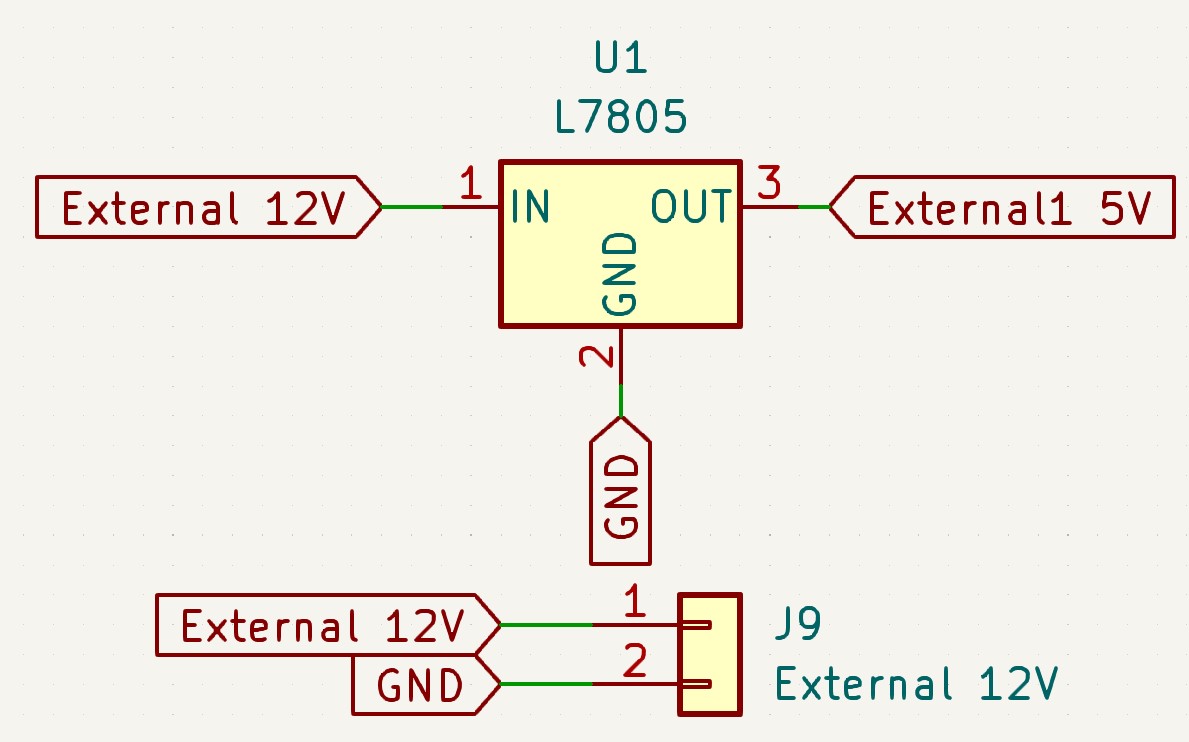 U1
L7805
External 12V
1
IN
OUT
3
External1 5V
GND
2
GND
External 12V
1
J9
GND
2
External 12V